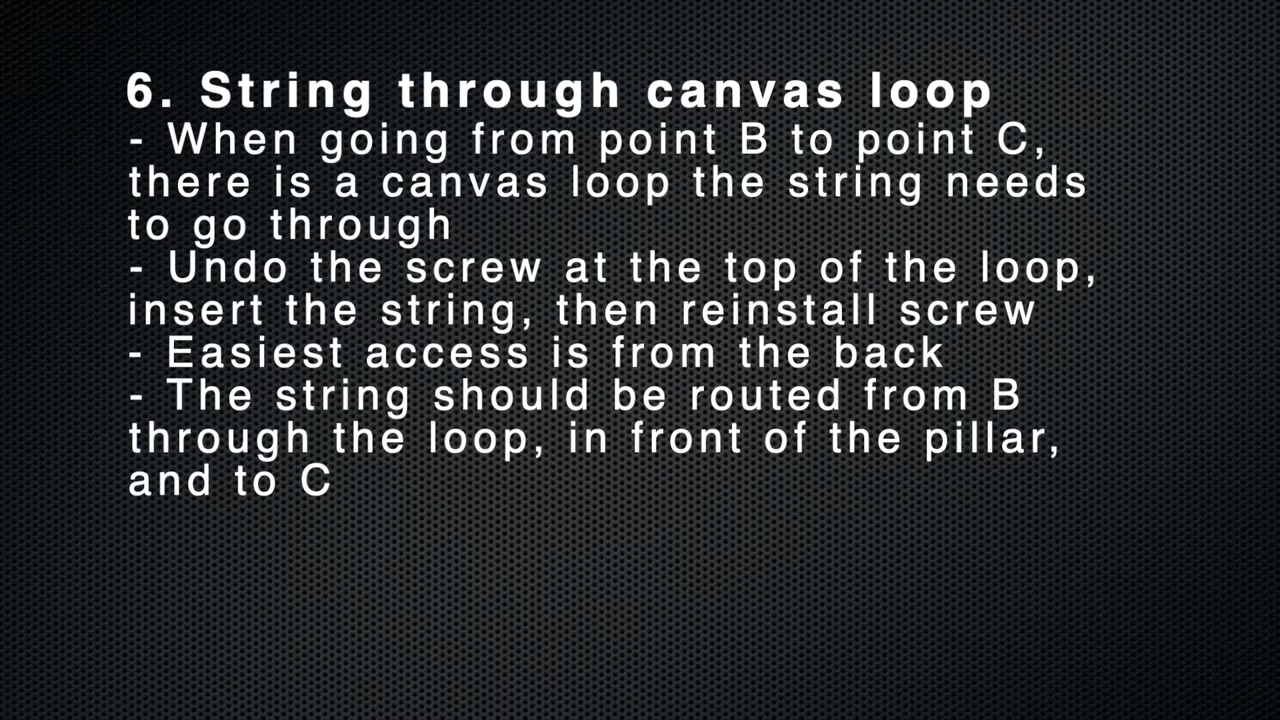 6. String through canvas loop
- When going from point B to point C,
there is a canvas loop the string needs
to go through
- Undo the screw at the top of the loop,
insert the string, then reinstall screw
- Easiest access is from the back
- The string should be routed from B
through the loop, in front of the pillar,
and to C